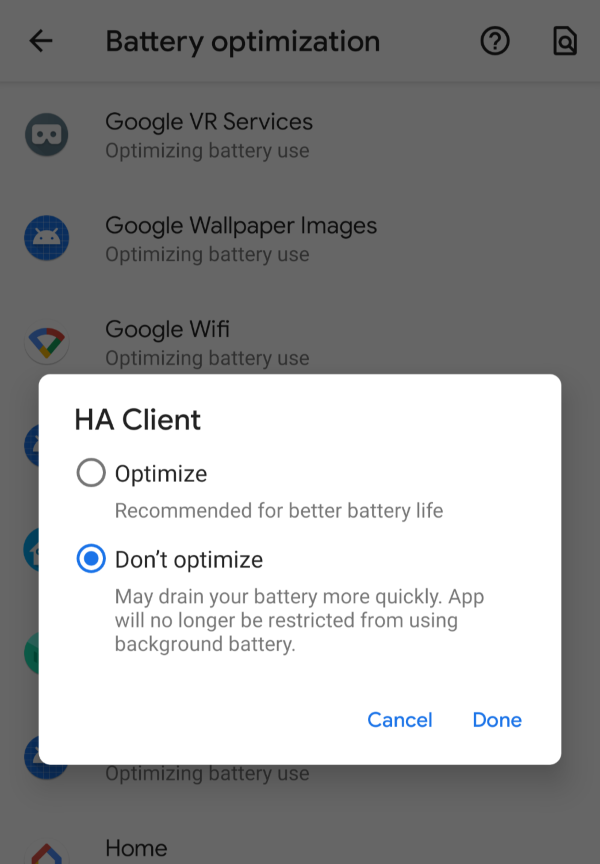 Battery optimization
Google VR Services
Optimizing battery use
Google Wallpaper Images
Optimizing battery use
Google Wifi
Optimizing battery use
HA Client
Optimize
Recommended for better battery life
Don't optimize
May drain your battery more quickly. App
will no longer be restricted from using
background battery.
Cancel Done
Optimizing battery use
Home